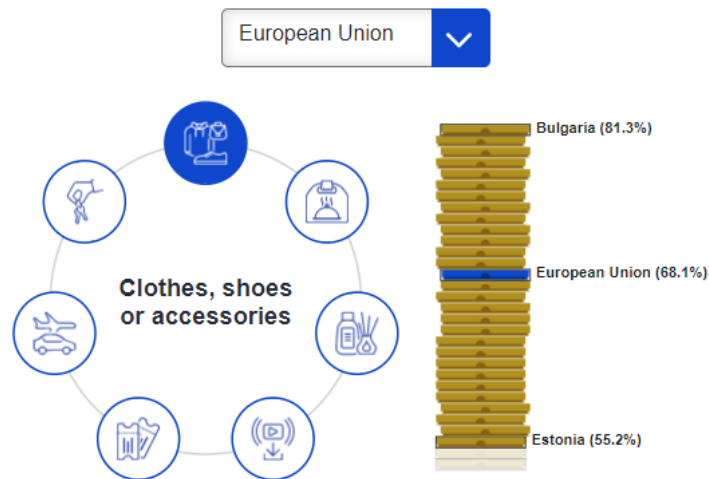 European Union
Bulgaria (81.3%)
European Union (68.1%)
Clothes, shoes
or accessories
Estonia (55.2%)